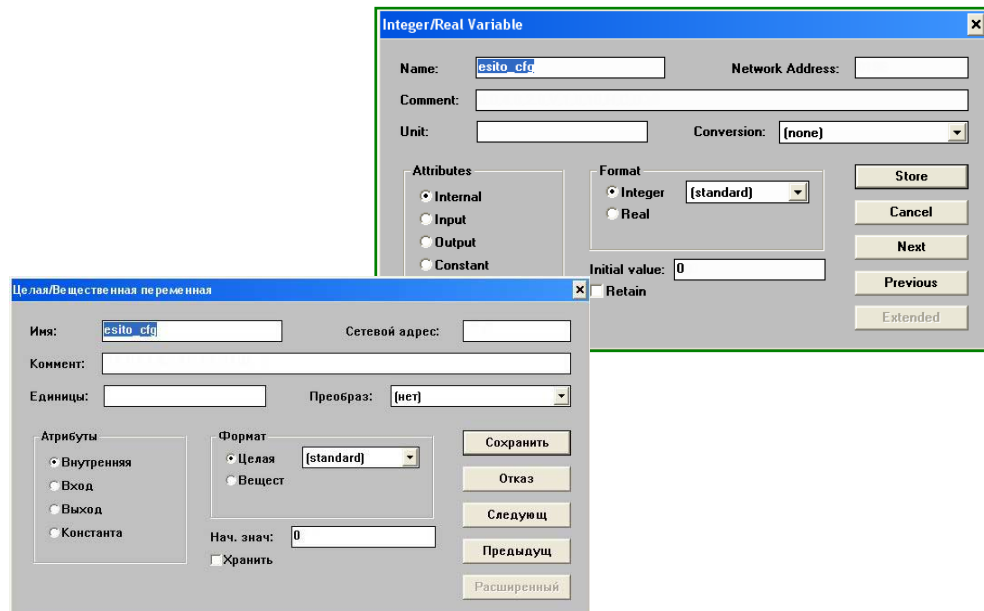 Integer/Real Variable
Name: esito_cfg Network Address:
Comment:
Unit: Conversion: (none)
Attributes
Internal
Input
Output
Constant
Format
Integer (standard)
Real
Initial value: 0
Retain
Store
Cancel
Next
Previous
Extended
Целая/Вещественная переменная
Имя: esito_cfg Сетевой адрес:
Коммент:
Единицы: Преобраз: (нет)
Атрибуты
Внутренняя
Вход
Выход
Константа
Формат
Целая (standard)
Вещест
Нач. знач: 0
Хранить
Сохранить
Отказ
Следующ
Предыдущ
Расширенный